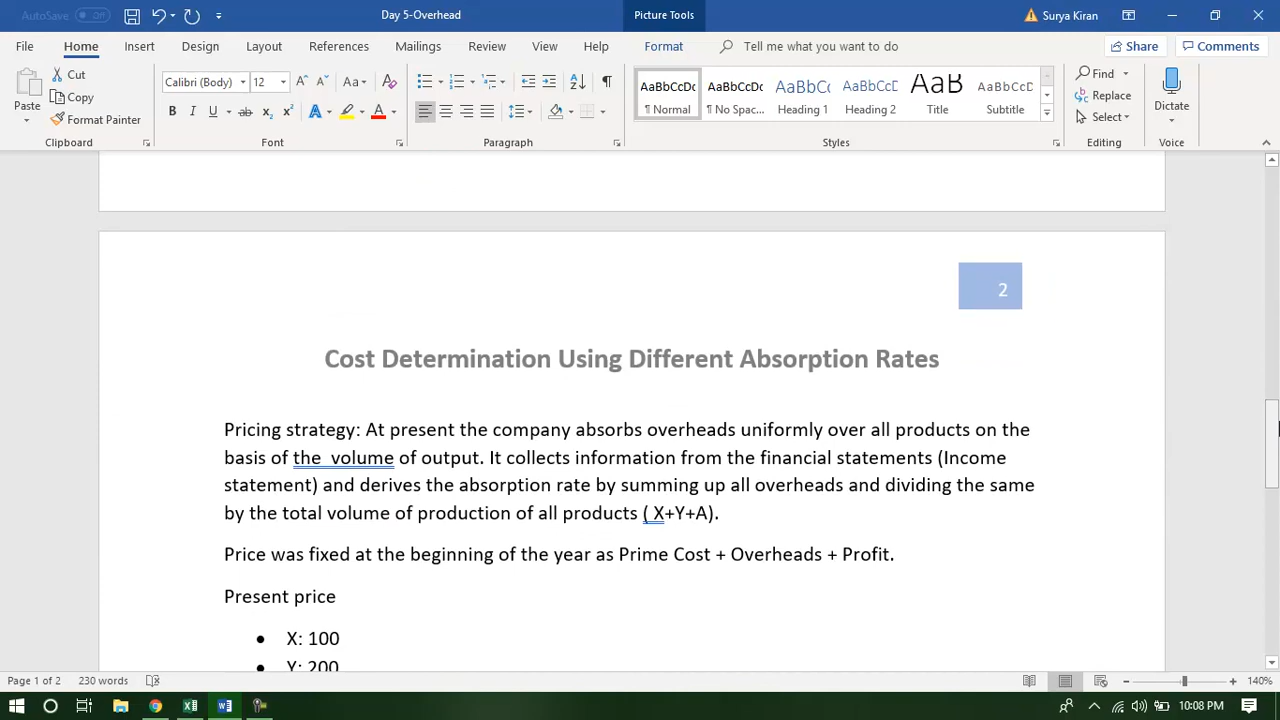 AutoSave Off Day 5-Overhead Picture Tools Surya Kiran
File Home Insert Design Layout References Mailings Review View Help Format Tell me what you want to do Share Comments
Paste Cut Copy Format Painter
Calibri (Body) 12
AaBbCcDc AaBbCcDc AaBbC( AaBbCcD AaB AaBbCcD
¶ Normal ¶ No Spac... Heading 1 Heading 2 Title Subtitle
Find Replace Select Dictate
Clipboard Font Paragraph Styles Editing Voice
2
Cost Determination Using Different Absorption Rates
Pricing strategy: At present the company absorbs overheads uniformly over all products on the
basis of the  volume of output. It collects information from the financial statements (Income
statement) and derives the absorption rate by summing up all overheads and dividing the same
by the total volume of production of all products ( X+Y+A).
Price was fixed at the beginning of the year as Prime Cost + Overheads + Profit.
Present price
• X: 100
• Y: 200
Page 1 of 2 230 words 140%
10:08 PM